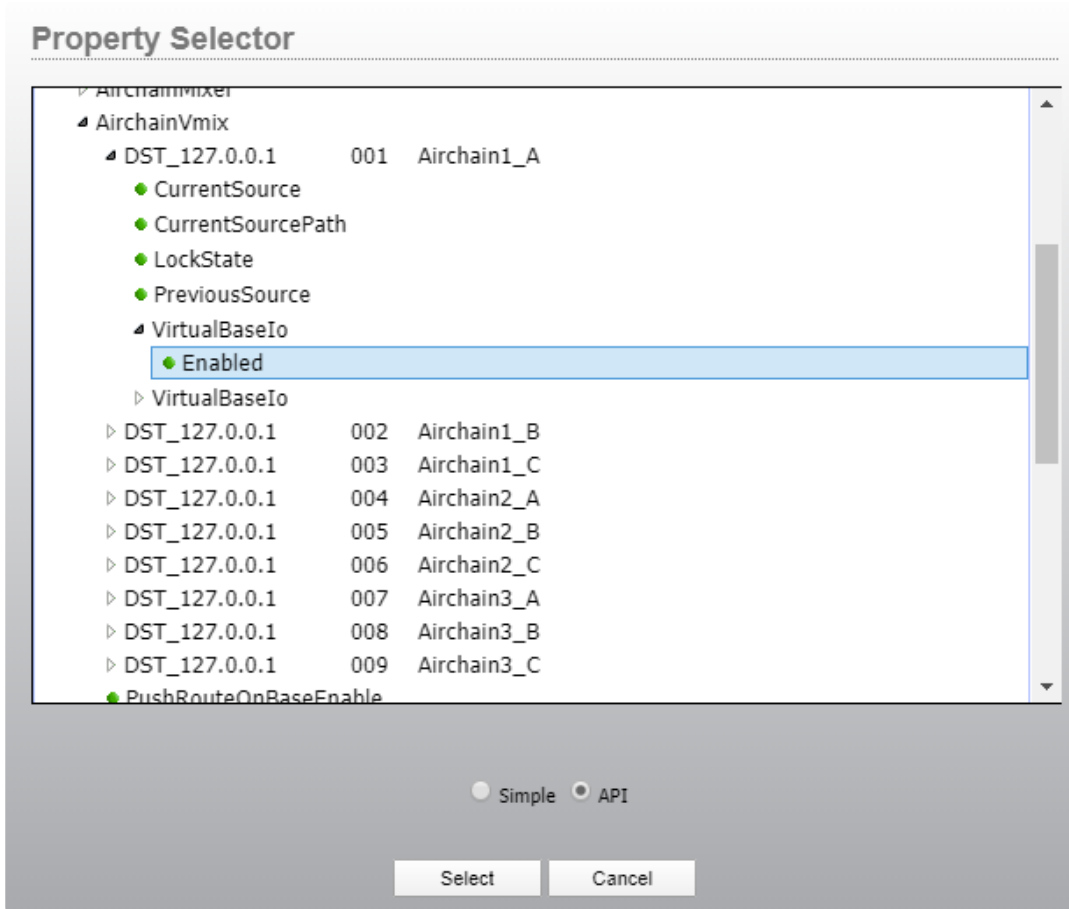 Property Selector
AirchainMixer
AirchainVmix
DST_127.0.0.1 001 Airchain1_A
CurrentSource
CurrentSourcePath
LockState
PreviousSource
VirtualBaseIo
Enabled
VirtualBaseIo
DST_127.0.0.1 002 Airchain1_B
DST_127.0.0.1 003 Airchain1_C
DST_127.0.0.1 004 Airchain2_A
DST_127.0.0.1 005 Airchain2_B
DST_127.0.0.1 006 Airchain2_C
DST_127.0.0.1 007 Airchain3_A
DST_127.0.0.1 008 Airchain3_B
DST_127.0.0.1 009 Airchain3_C
PushRouteOnBaseEnable
Simple API
Select Cancel